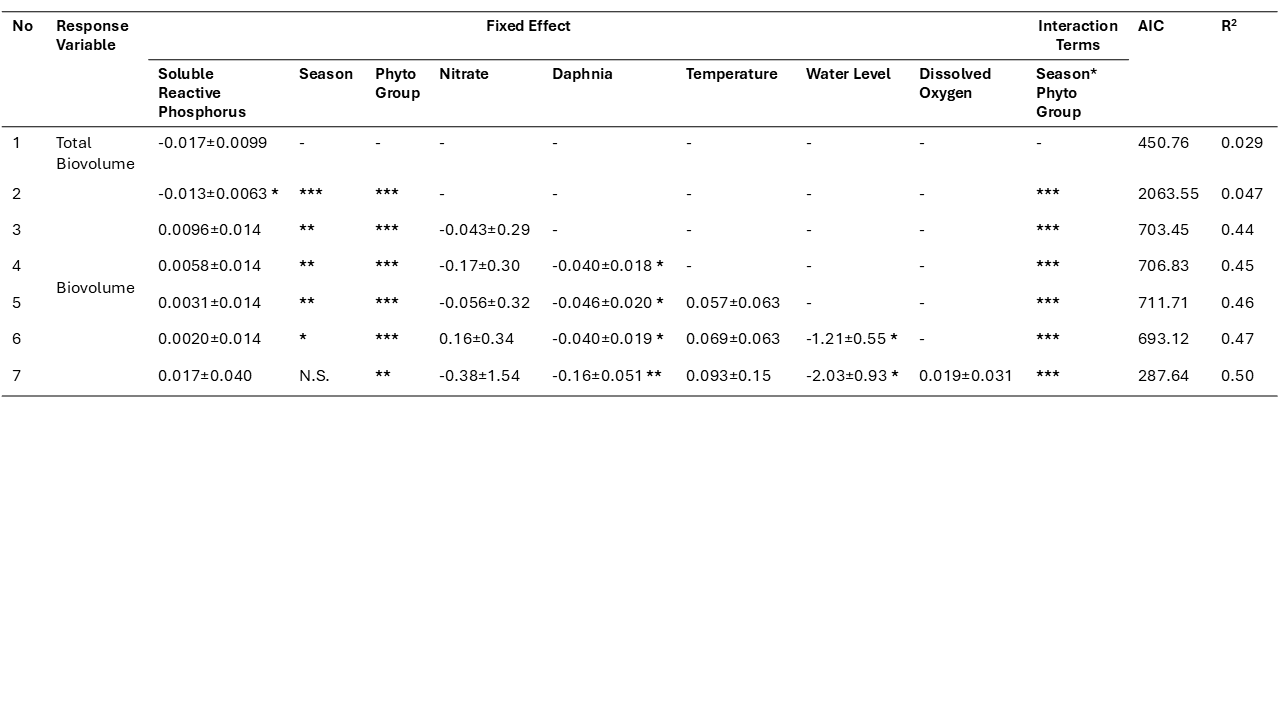 No Response Variable Fixed Effect Interaction Terms AIC R²
Soluble Reactive Phosphorus Season Phyto Group Nitrate Daphnia Temperature Water Level Dissolved Oxygen Season* Phyto Group
1 Total Biovolume -0.017±0.0099 - - - - - - - - 450.76 0.029
2 -0.013±0.0063 * *** *** - - - - - *** 2063.55 0.047
3 0.0096±0.014 ** *** -0.043±0.29 - - - - *** 703.45 0.44
4 0.0058±0.014 ** *** -0.17±0.30 -0.040±0.018 * - - - *** 706.83 0.45
Biovolume
5 0.0031±0.014 ** *** -0.056±0.32 -0.046±0.020 * 0.057±0.063 - - *** 711.71 0.46
6 0.0020±0.014 * *** 0.16±0.34 -0.040±0.019 * 0.069±0.063 -1.21±0.55 * - *** 693.12 0.47
7 0.017±0.040 N.S. ** -0.38±1.54 -0.16±0.051 ** 0.093±0.15 -2.03±0.93 * 0.019±0.031 *** 287.64 0.50